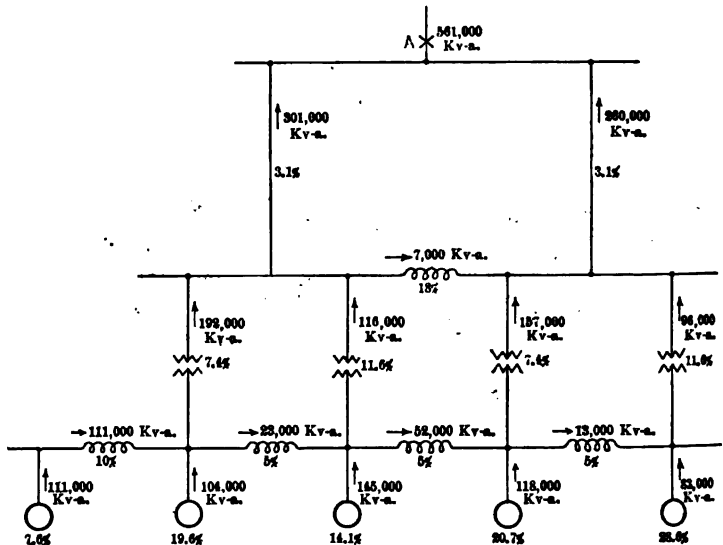 561,000
A
Kv-a.
301,000
Kv-a.
260,000
Kv-a.
3.1%
3.1%
7,000 Kv-a.
13%
192,000
Kv-a.
116,000
Kv-a.
157,000
Kv-a.
96,000
Kv-a.
7.4%
11.6%
7.4%
11.6%
111,000 Kv-a.
23,000 Kv-a.
52,000 Kv-a.
13,000 Kv-a.
10%
5%
5%
5%
111,000
Kv-a.
104,000
Kv-a.
145,000
Kv-a.
118,000
Kv-a.
83,000
Kv-a.
7.6%
19.6%
14.1%
20.7%